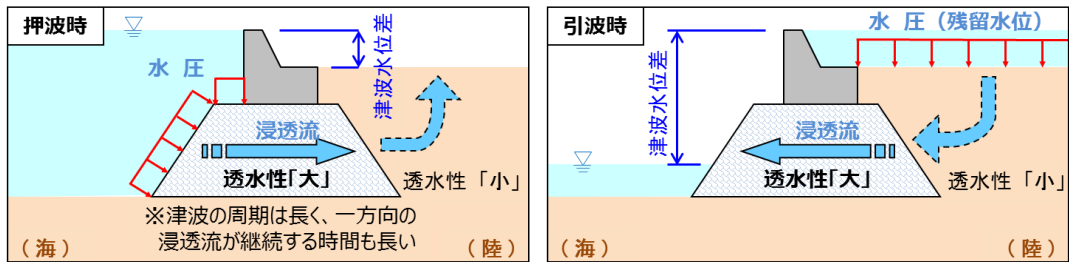 押波時
水 圧
津波水位差
浸透流
透水性「大」
透水性 「小」
※津波の周期は長く、一方向の
浸透流が継続する時間も長い
（海）
（陸）
引波時
水 圧（残留水位）
津波水位差
浸透流
透水性「大」
透水性 「小」
（海）
（陸）